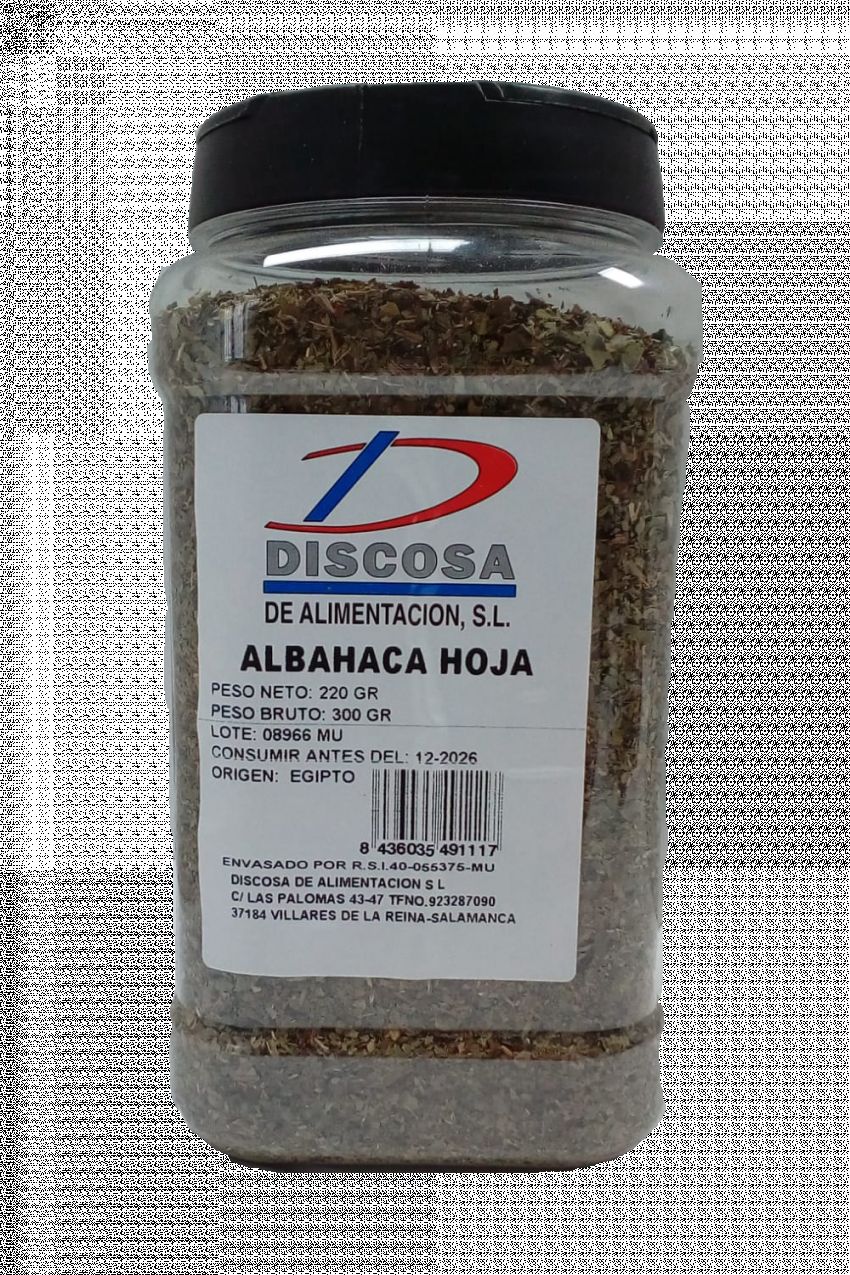 DISCOSA
DE ALIMENTACION, S.L.
ALBAHACA HOJA
PESO NETO: 220 GR
PESO BRUTO: 300 GR
LOTE: 08966 MU
CONSUMIR ANTES DEL: 12-2026
ORIGEN: EGIPTO
8 436035 491117
ENVASADO POR R.S.I.40-055375-MU
DISCOSA DE ALIMENTACION S L
C/ LAS PALOMAS 43-47 TFNO.923287090
37184 VILLARES DE LA REINA-SALAMANCA